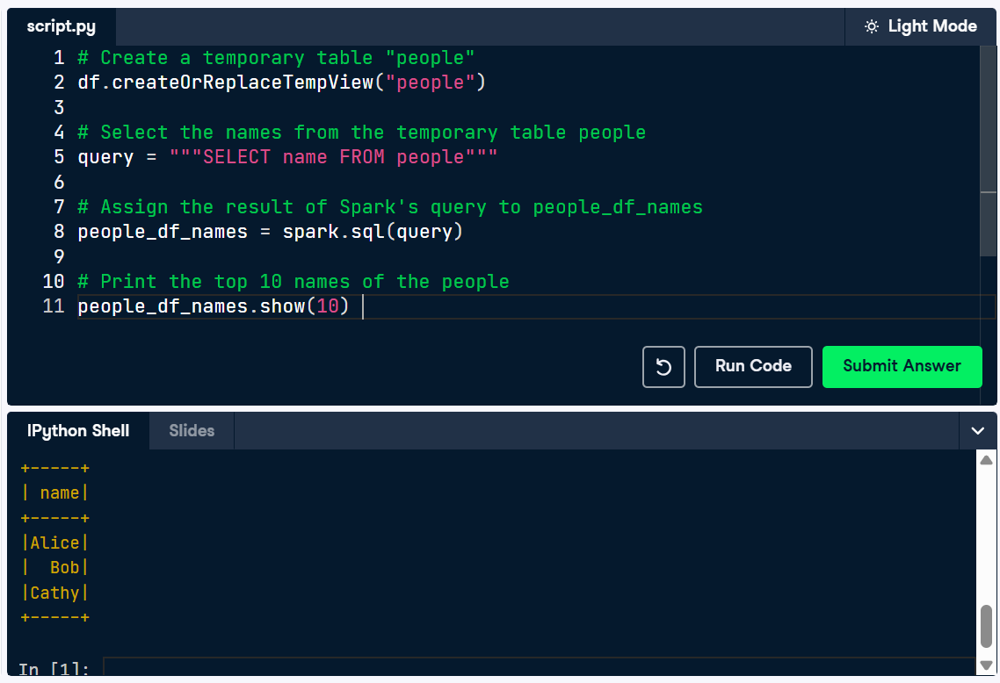 script.py
Light Mode
1 # Create a temporary table "people"
2 df.createOrReplaceTempView("people")
3
4 # Select the names from the temporary table people
5 query = """SELECT name FROM people"""
6
7 # Assign the result of Spark's query to people_df_names
8 people_df_names = spark.sql(query)
9
10 # Print the top 10 names of the people
11 people_df_names.show(10)
Run Code
Submit Answer
IPython Shell
Slides
+-----+
| name|
+-----+
|Alice|
|  Bob|
|Cathy|
+-----+
In [1]: